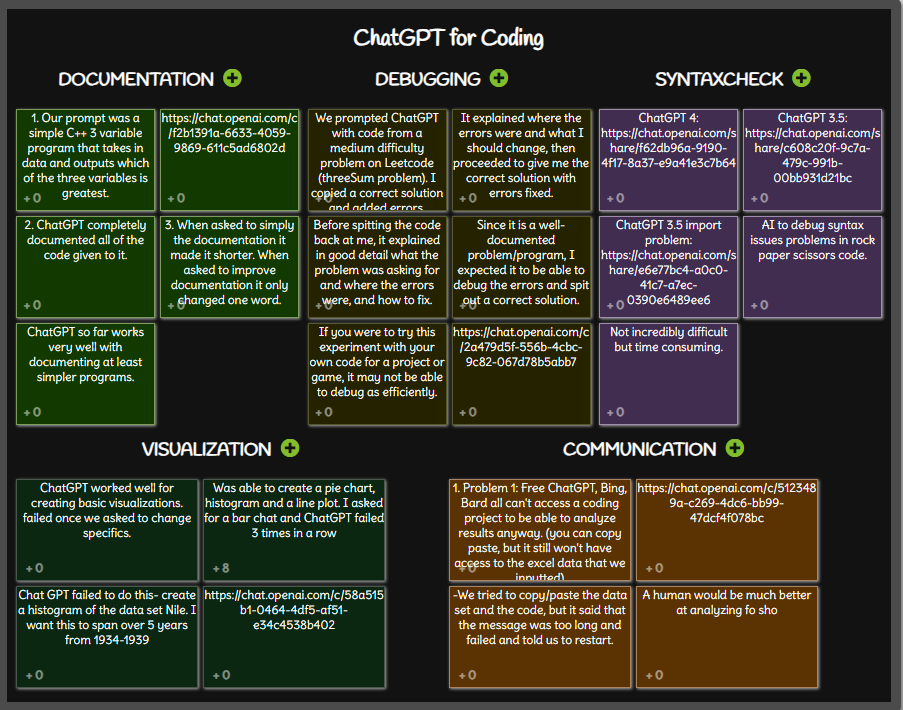 ChatGPT for Coding
DOCUMENTATION
1. Our prompt was a
simple C++ 3 variable
program that takes in
data and outputs which
of the three variables is
greatest.
+0
https://chat.openai.com/c
/f2b1391a-6633-4059-
9869-611c5ad6802d
+0
2. ChatGPT completely
documented all of the
code given to it.
+0
3. When asked to simply
the documentation it
made it shorter. When
asked to improve
documentation it only
changed one word.
+0
ChatGPT so far works
very well with
documenting at least
simpler programs.
+0
DEBUGGING
We prompted ChatGPT
with code from a
medium difficulty
problem on Leetcode
(threeSum problem). I
copied a correct solution
and added errors
+0
It explained where the
errors were and what I
should change, then
proceeded to give me the
correct solution with
errors fixed.
+0
Before spitting the code
back at me, it explained
in good detail what the
problem was asking for
and where the errors
were, and how to fix.
+0
Since it is a well-
documented
problem/program, I
expected it to be able to
debug the errors and spit
out a correct solution.
+0
If you were to try this
experiment with your
own code for a project or
game, it may not be able
to debug as efficiently.
+0
https://chat.openai.com/c
/2a479d5f-556b-4cbc-
9c82-067d78b5abb7
+0
SYNTAXCHECK
ChatGPT 4:
https://chat.openai.com/s
hare/f62db96a-9190-
4f17-8a37-e9a41e3c7b64
+0
ChatGPT 3.5:
https://chat.openai.com/s
hare/c608c20f-9c7a-
479c-991b-
00bb931d21bc
+0
ChatGPT 3.5 import
problem:
https://chat.openai.com/s
hare/e6e77bc4-a0c0-
41c7-a7ec-
0390e6489ee6
+0
AI to debug syntax
issues problems in rock
paper scissors code.
+0
Not incredibly difficult
but time consuming.
+0
VISUALIZATION
ChatGPT worked well for
creating basic visualizations.
failed once we asked to change
specifics.
+0
Was able to create a pie chart,
histogram and a line plot. I asked
for a bar chat and ChatGPT failed
3 times in a row
+8
Chat GPT failed to do this- create
a histogram of the data set Nile. I
want this to span over 5 years
from 1934-1939
+0
https://chat.openai.com/c/58a515
b1-0464-4df5-af51-
e34c4538b402
+0
COMMUNICATION
1. Problem 1: Free ChatGPT, Bing,
Bard all can't access a coding
project to be able to analyze
results anyway. (you can copy
paste, but it still won't have
access to the excel data that we
inputted)
+0
https://chat.openai.com/c/512348
9a-c269-4dc6-bb99-
47dcf4f078bc
+0
-We tried to copy/paste the data
set and the code, but it said that
the message was too long and
failed and told us to restart.
+0
A human would be much better
at analyzing fo sho
+0